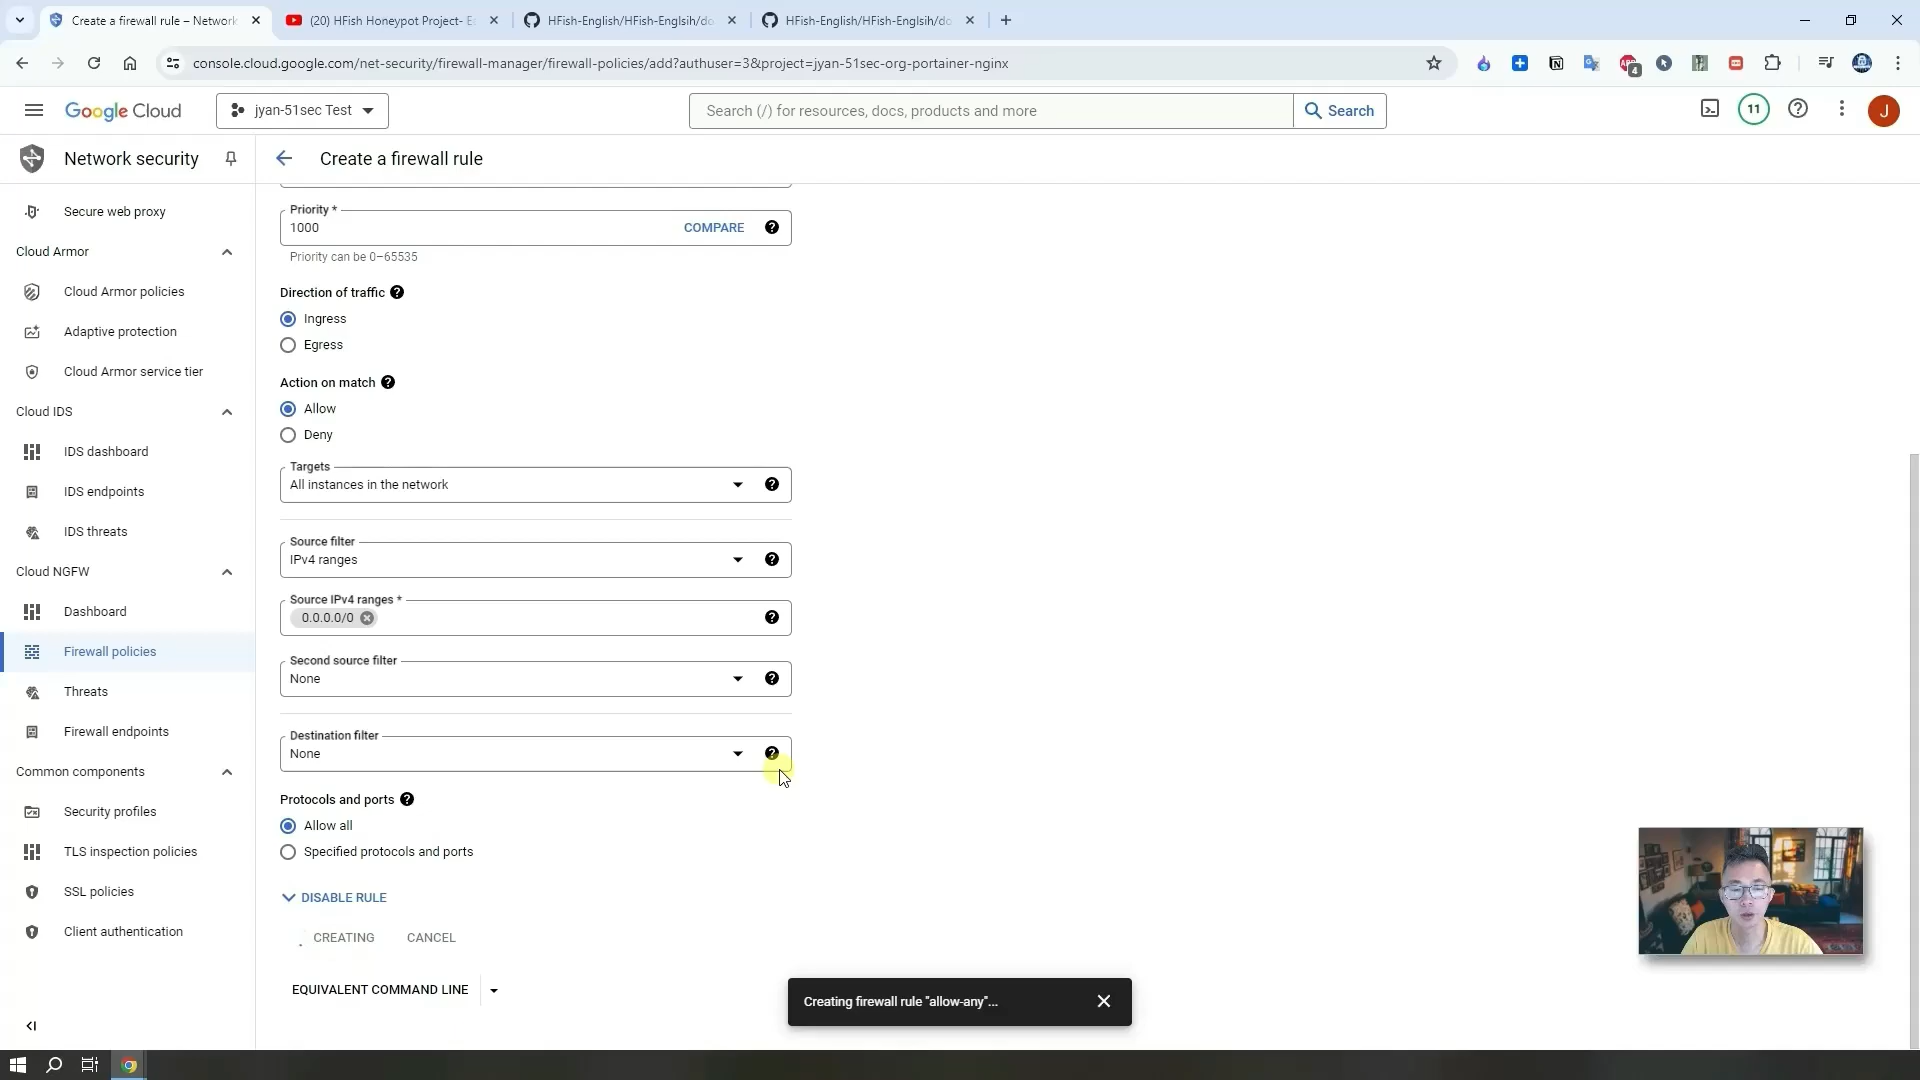 Create a firewall rule – Network
(20) HFish Honeypot Project- Ec
HFish-English/HFish-Englsih/do
HFish-English/HFish-Englsih/do
console.cloud.google.com/net-security/firewall-manager/firewall-policies/add?authuser=3&project=jyan-51sec-org-portainer-nginx
4
Google Cloud
jyan-51sec Test
Search (/) for resources, docs, products and more
Search
11
J
Network security
Create a firewall rule
Secure web proxy
Cloud Armor
Cloud Armor policies
Adaptive protection
Cloud Armor service tier
Cloud IDS
IDS dashboard
IDS endpoints
IDS threats
Cloud NGFW
Dashboard
Firewall policies
Threats
Firewall endpoints
Common components
Security profiles
TLS inspection policies
SSL policies
Client authentication
Priority *
1000
COMPARE
Priority can be 0–65535
Direction of traffic
Ingress
Egress
Action on match
Allow
Deny
Targets
All instances in the network
Source filter
IPv4 ranges
Source IPv4 ranges *
0.0.0.0/0
Second source filter
None
Destination filter
None
Protocols and ports
Allow all
Specified protocols and ports
DISABLE RULE
CREATING
CANCEL
EQUIVALENT COMMAND LINE
Creating firewall rule "allow-any"...